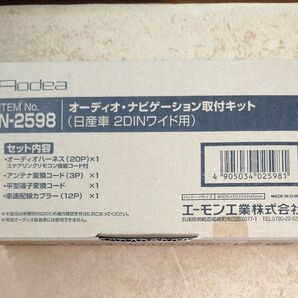 Aodea
ITEM No.
N-2598
オーディオ・ナビゲーション取付キット
（日産車 2DINワイド用）
セット内容
・オーディオハーネス（20P）×1
ステアリングリモコン接続コード付
・アンテナ変換コード（3P）×1
・平型端子変換コード×1
・車速配線カプラー（12P）×1
4 905034 025981
MADE IN CHINA
エーモン工業株式会社